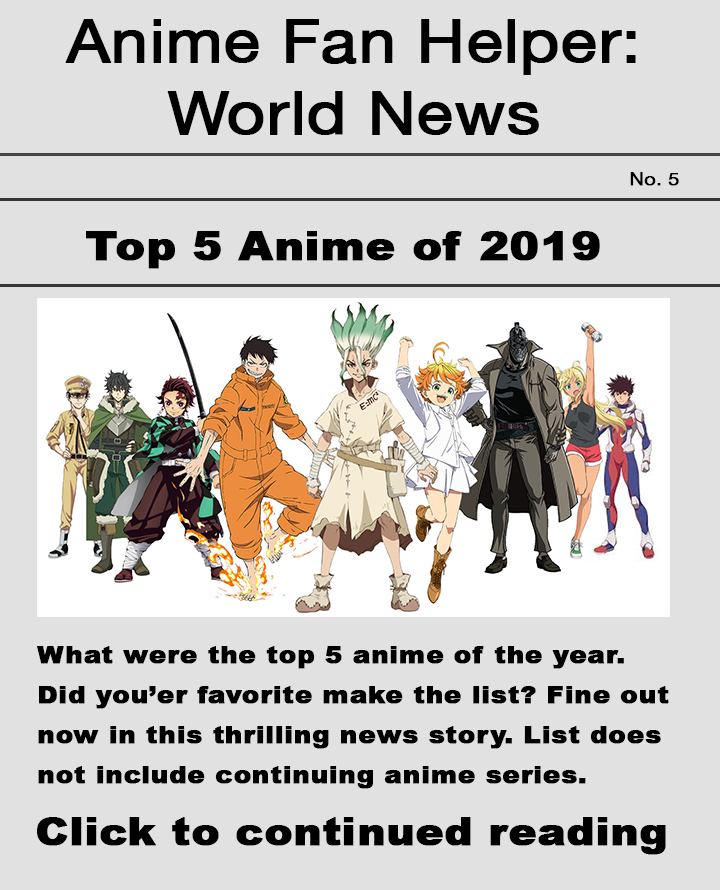 Anime Fan Helper:
World News
No. 5
Top 5 Anime of 2019
E=mc²
What were the top 5 anime of the year.
Did you’er favorite make the list? Fine out
now in this thrilling news story. List does
not include continuing anime series.
Click to continued reading